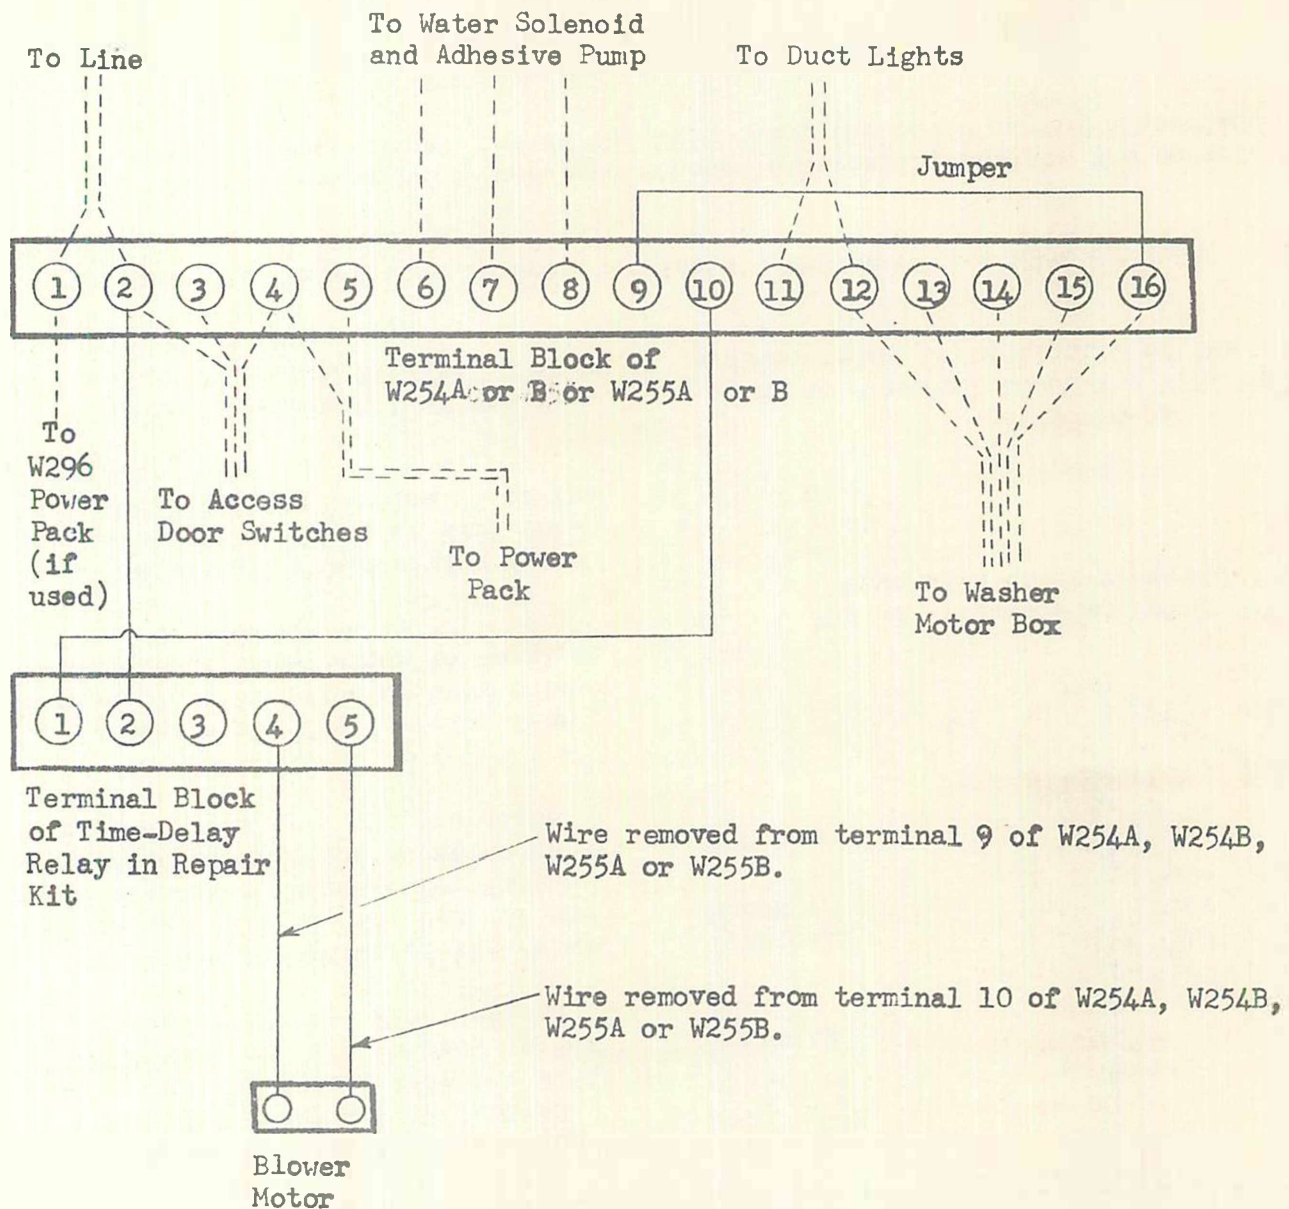 To Line
To Water Solenoid
and Adhesive Pump
To Duct Lights
Jumper
1 2 3 4 5 6 7 8 9 10 11 12 13 14 15 16
Terminal Block of
W254A or B or W255A or B
To
W296
Power
Pack
(if
used)
To Access
Door Switches
To Power
Pack
To Washer
Motor Box
1 2 3 4 5
Terminal Block
of Time-Delay
Relay in Repair
Kit
Wire removed from terminal 9 of W254A, W254B,
W255A or W255B.
Wire removed from terminal 10 of W254A, W254B,
W255A or W255B.
Blower
Motor